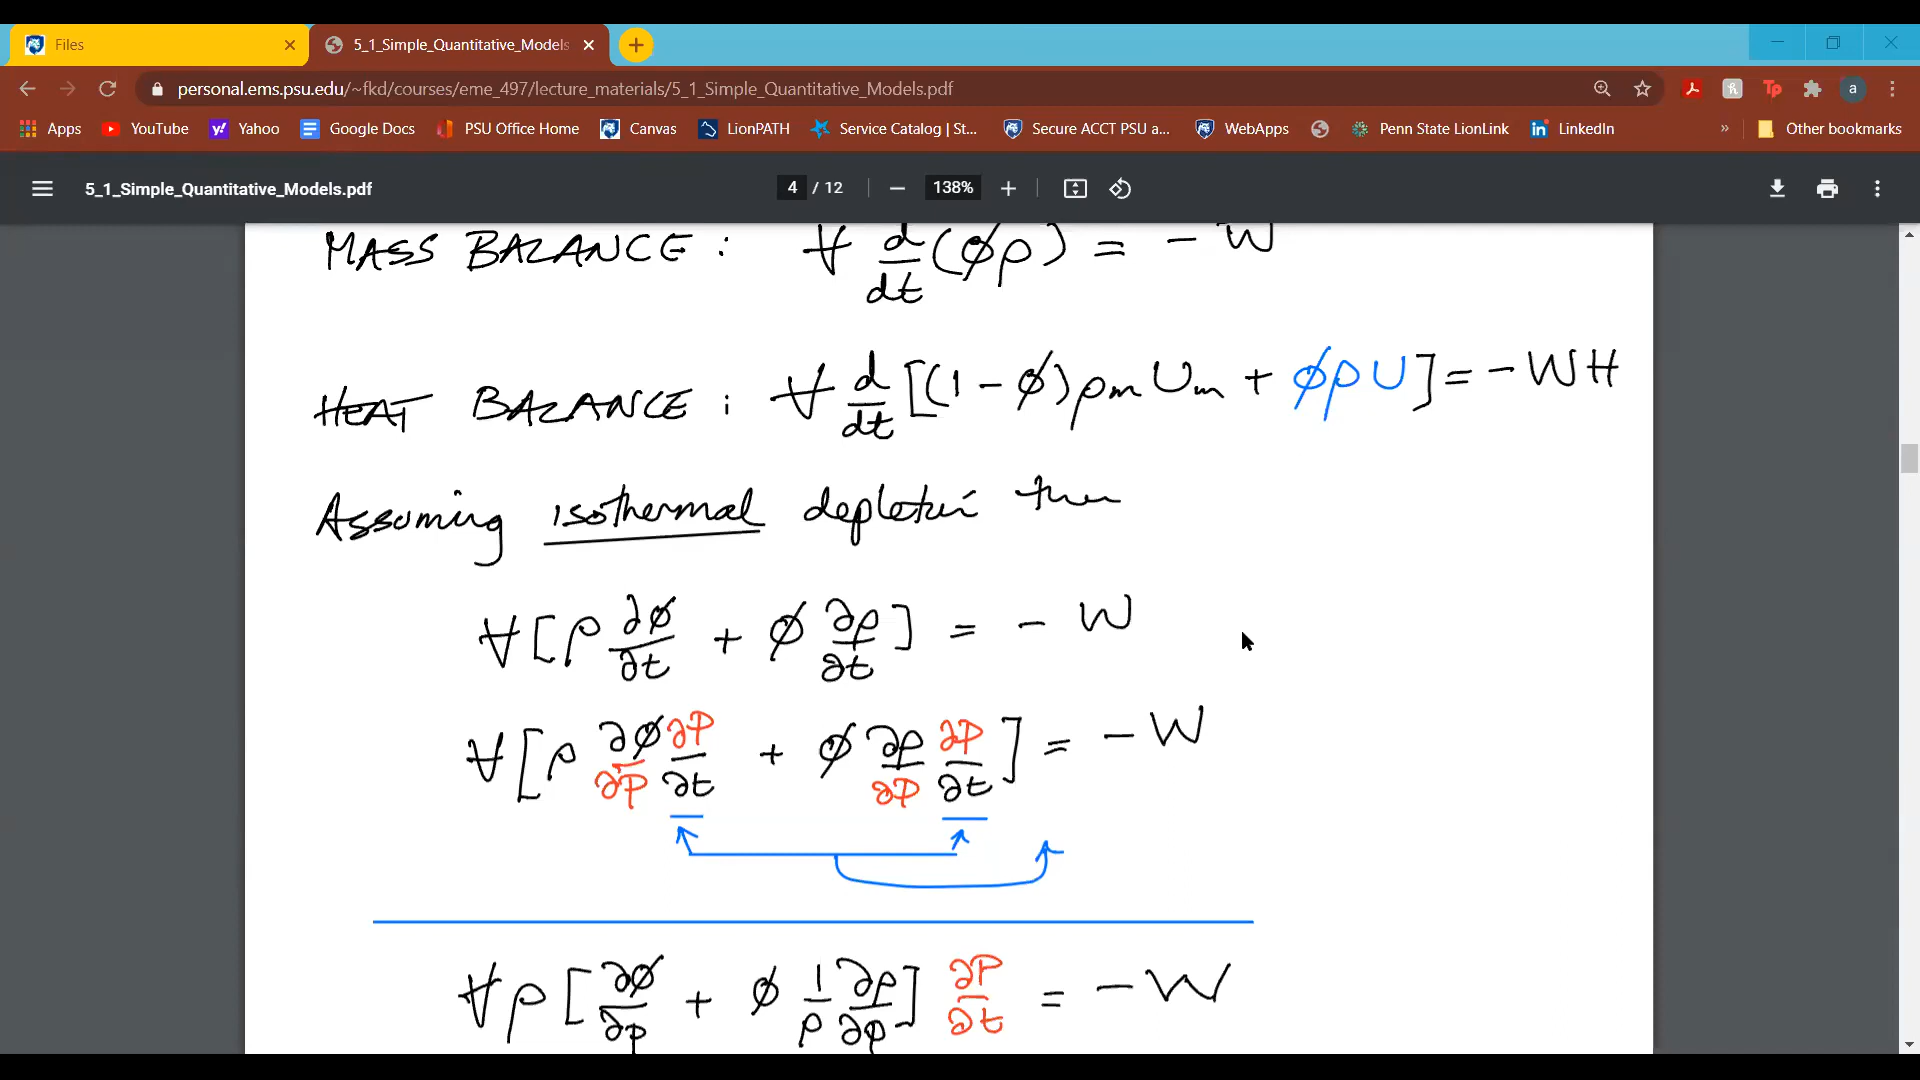 Files
5_1_Simple_Quantitative_Models
personal.ems.psu.edu/~fkd/courses/eme_497/lecture_materials/5_1_Simple_Quantitative_Models.pdf
a
Apps YouTube Yahoo Google Docs PSU Office Home Canvas LionPATH Service Catalog | St... Secure ACCT PSU a... WebApps Penn State LionLink LinkedIn » Other bookmarks
5_1_Simple_Quantitative_Models.pdf 4 / 12 — 138% +
MASS BALANCE : V d/dt (φρ) = - W
HEAT BALANCE : V d/dt [(1 - φ) ρm Um + φρU] = - WH
Assuming isothermal depletion then
V [ρ ∂φ/∂t + φ ∂ρ/∂t] = - W
V [ρ ∂φ/∂P ∂P/∂t + φ ∂ρ/∂P ∂P/∂t] = - W
Vρ [∂φ/∂p + φ 1/ρ ∂ρ/∂p] ∂P/∂t = - W